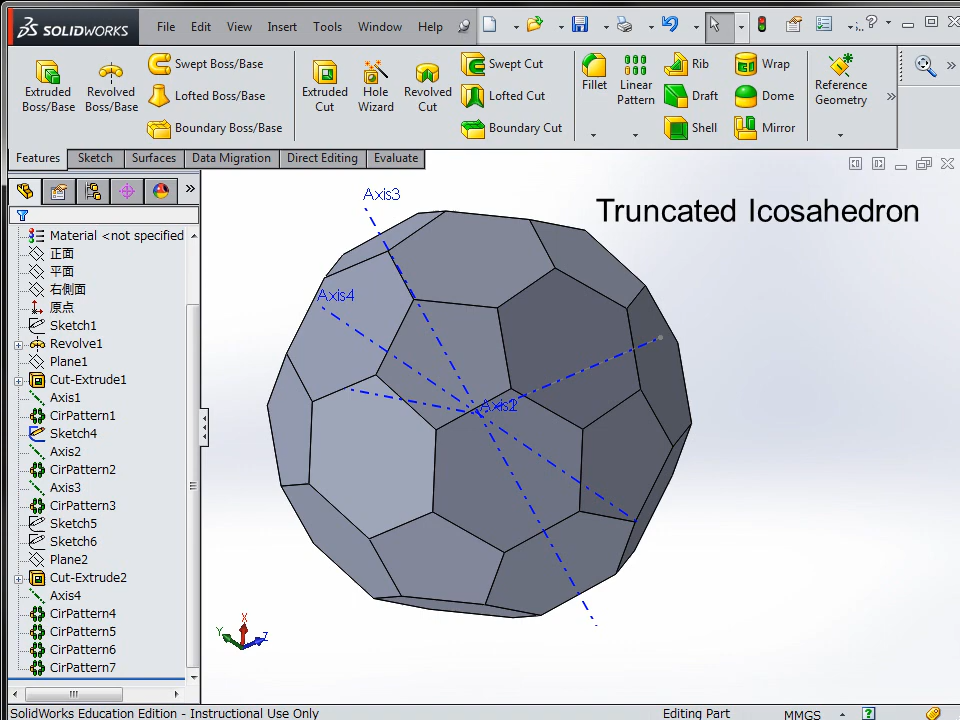 SOLIDWORKS File Edit View Insert Tools Window Help
Extruded Boss/Base
Revolved Boss/Base
Swept Boss/Base
Lofted Boss/Base
Boundary Boss/Base
Extruded Cut
Hole Wizard
Revolved Cut
Swept Cut
Lofted Cut
Boundary Cut
Fillet
Linear Pattern
Rib
Draft
Shell
Wrap
Dome
Mirror
Reference Geometry
Features Sketch Surfaces Data Migration Direct Editing Evaluate
Material <not specified
正面
平面
右側面
原点
Sketch1
Revolve1
Plane1
Cut-Extrude1
Axis1
CirPattern1
Sketch4
Axis2
CirPattern2
Axis3
CirPattern3
Sketch5
Sketch6
Plane2
Cut-Extrude2
Axis4
CirPattern4
CirPattern5
CirPattern6
CirPattern7
Axis3
Truncated Icosahedron
Axis4
X
Y
Z
SolidWorks Education Edition - Instructional Use Only Editing Part MMGS